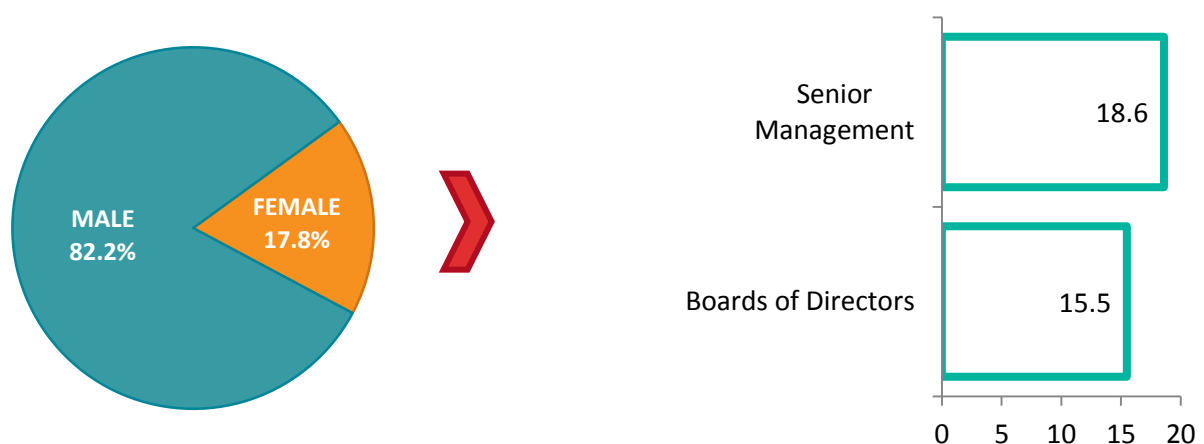 MALE
82.2%
FEMALE
17.8%
Senior
Management
18.6
Boards of Directors
15.5
0 5 10 15 20